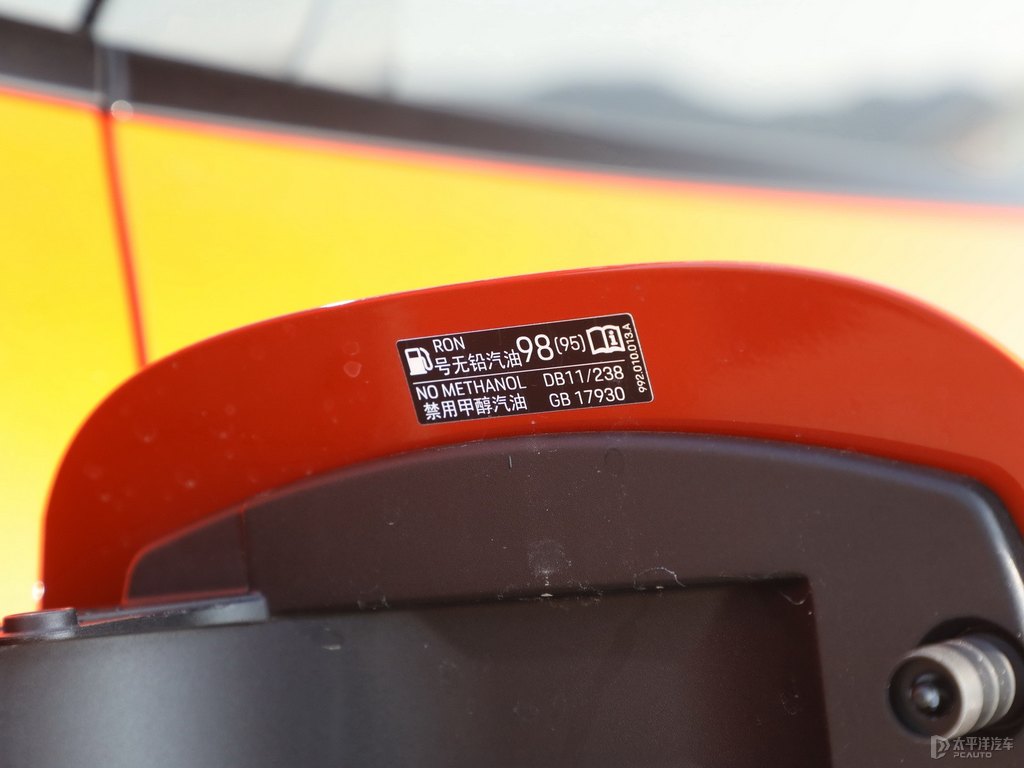 RON
号无铅汽油98(95)
NO METHANOL DB11/238
禁用甲醇汽油 GB 17930
992.010.013.A
太平洋汽车
PCAUTO